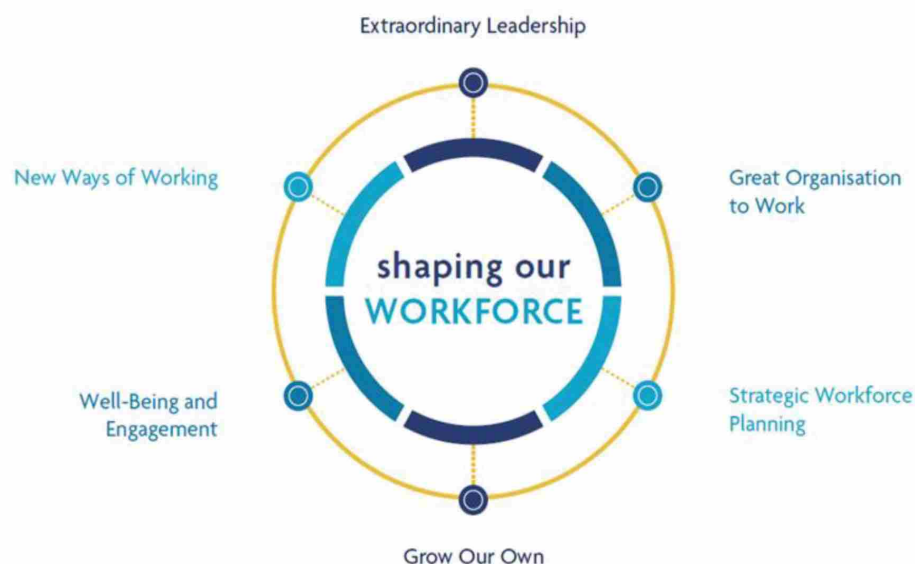 Extraordinary Leadership
New Ways of Working
Great Organisation
to Work
shaping our
WORKFORCE
Well-Being and
Engagement
Strategic Workforce
Planning
Grow Our Own